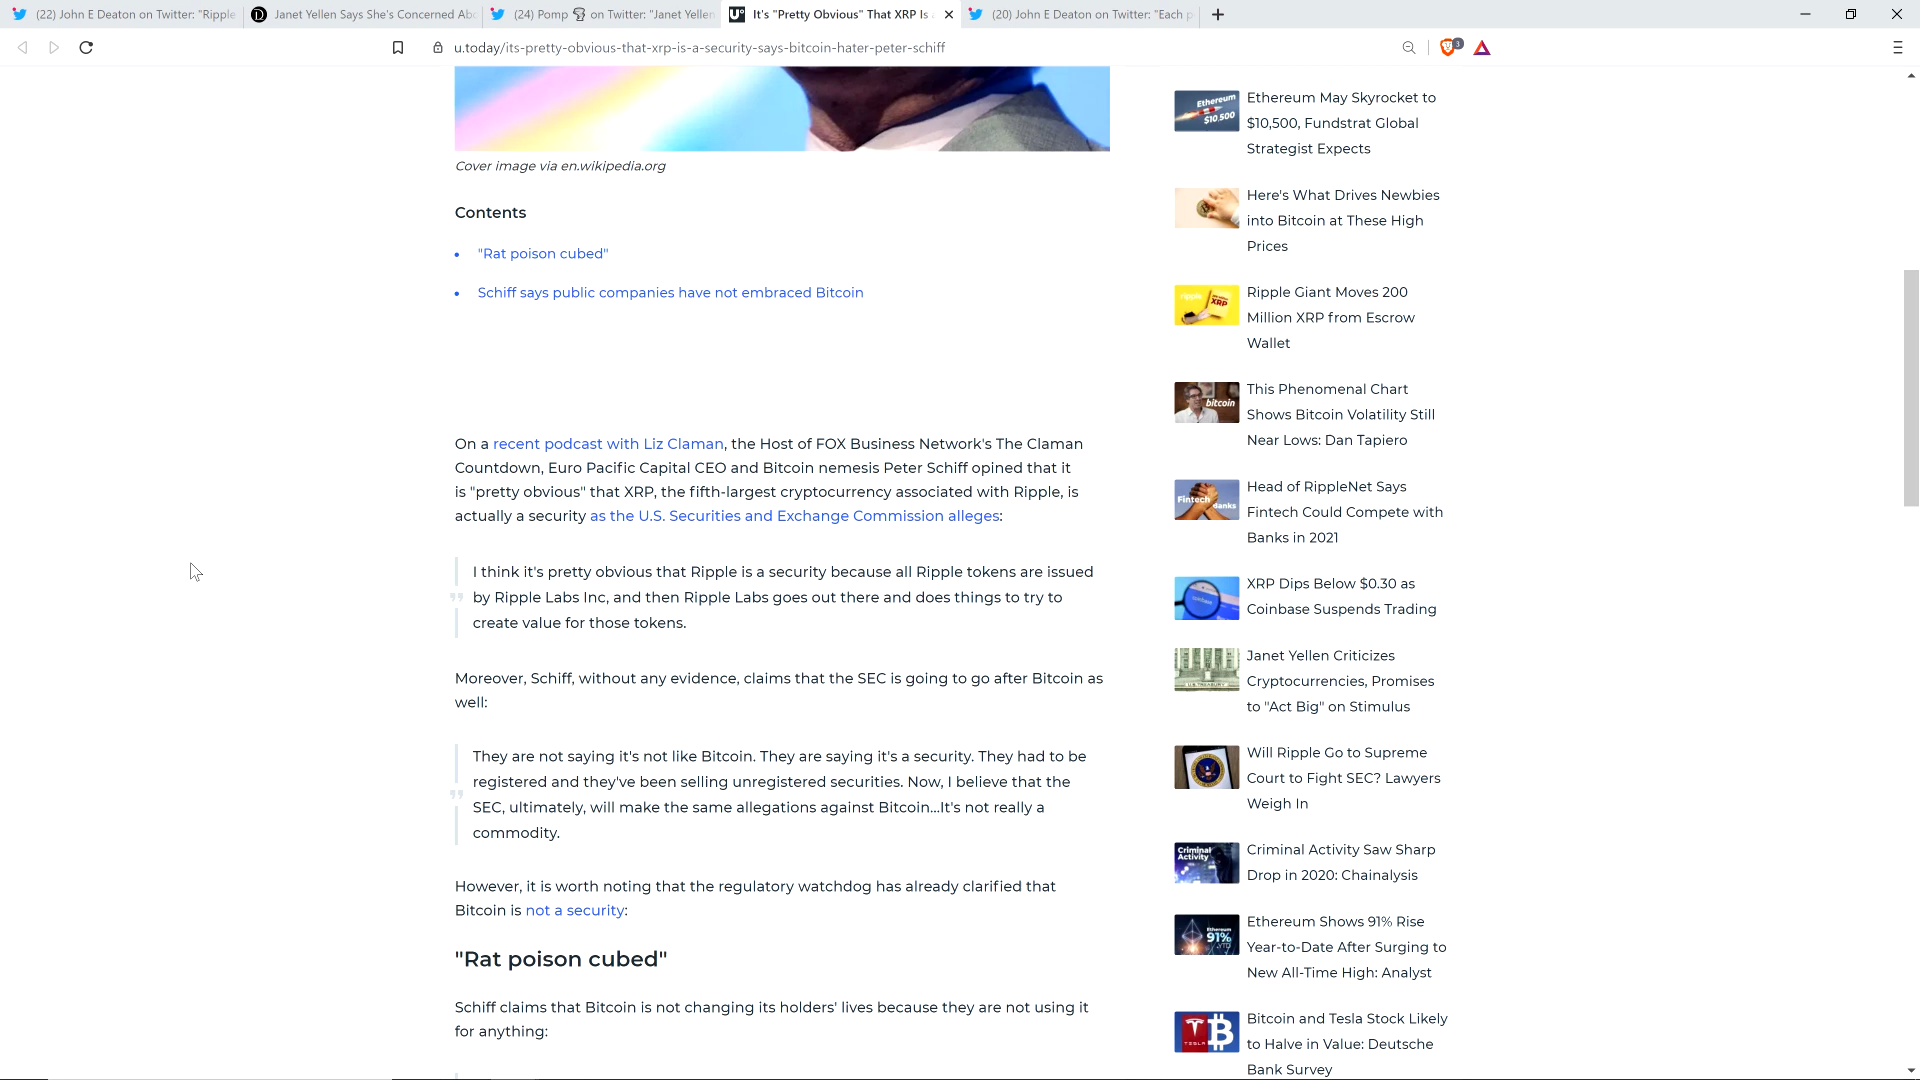 (22) John E Deaton on Twitter: "Ripple
Janet Yellen Says She's Concerned Ab
(24) Pomp on Twitter: "Janet Yellen
It's "Pretty Obvious" That XRP Is
(20) John E Deaton on Twitter: "Each p
u.today/its-pretty-obvious-that-xrp-is-a-security-says-bitcoin-hater-peter-schiff
3
Cover image via en.wikipedia.org
Contents
"Rat poison cubed"
Schiff says public companies have not embraced Bitcoin
On a recent podcast with Liz Claman, the Host of FOX Business Network's The Claman
Countdown, Euro Pacific Capital CEO and Bitcoin nemesis Peter Schiff opined that it
is "pretty obvious" that XRP, the fifth-largest cryptocurrency associated with Ripple, is
actually a security as the U.S. Securities and Exchange Commission alleges:
I think it's pretty obvious that Ripple is a security because all Ripple tokens are issued
by Ripple Labs Inc, and then Ripple Labs goes out there and does things to try to
create value for those tokens.
Moreover, Schiff, without any evidence, claims that the SEC is going to go after Bitcoin as
well:
They are not saying it's not like Bitcoin. They are saying it's a security. They had to be
registered and they've been selling unregistered securities. Now, I believe that the
SEC, ultimately, will make the same allegations against Bitcoin...It's not really a
commodity.
However, it is worth noting that the regulatory watchdog has already clarified that
Bitcoin is not a security:
"Rat poison cubed"
Schiff claims that Bitcoin is not changing its holders' lives because they are not using it
for anything:
Ethereum
$10,500
Ethereum May Skyrocket to
$10,500, Fundstrat Global
Strategist Expects
Here's What Drives Newbies
into Bitcoin at These High
Prices
ripple
XRP
Ripple Giant Moves 200
Million XRP from Escrow
Wallet
bitcoin
This Phenomenal Chart
Shows Bitcoin Volatility Still
Near Lows: Dan Tapiero
Fintech
Banks
Head of RippleNet Says
Fintech Could Compete with
Banks in 2021
XRP Dips Below $0.30 as
Coinbase Suspends Trading
Janet Yellen Criticizes
Cryptocurrencies, Promises
to "Act Big" on Stimulus
Will Ripple Go to Supreme
Court to Fight SEC? Lawyers
Weigh In
Criminal
Activity
Criminal Activity Saw Sharp
Drop in 2020: Chainalysis
Ethereum
91%
YTD
Ethereum Shows 91% Rise
Year-to-Date After Surging to
New All-Time High: Analyst
TESLA
Bitcoin and Tesla Stock Likely
to Halve in Value: Deutsche
Bank Survey